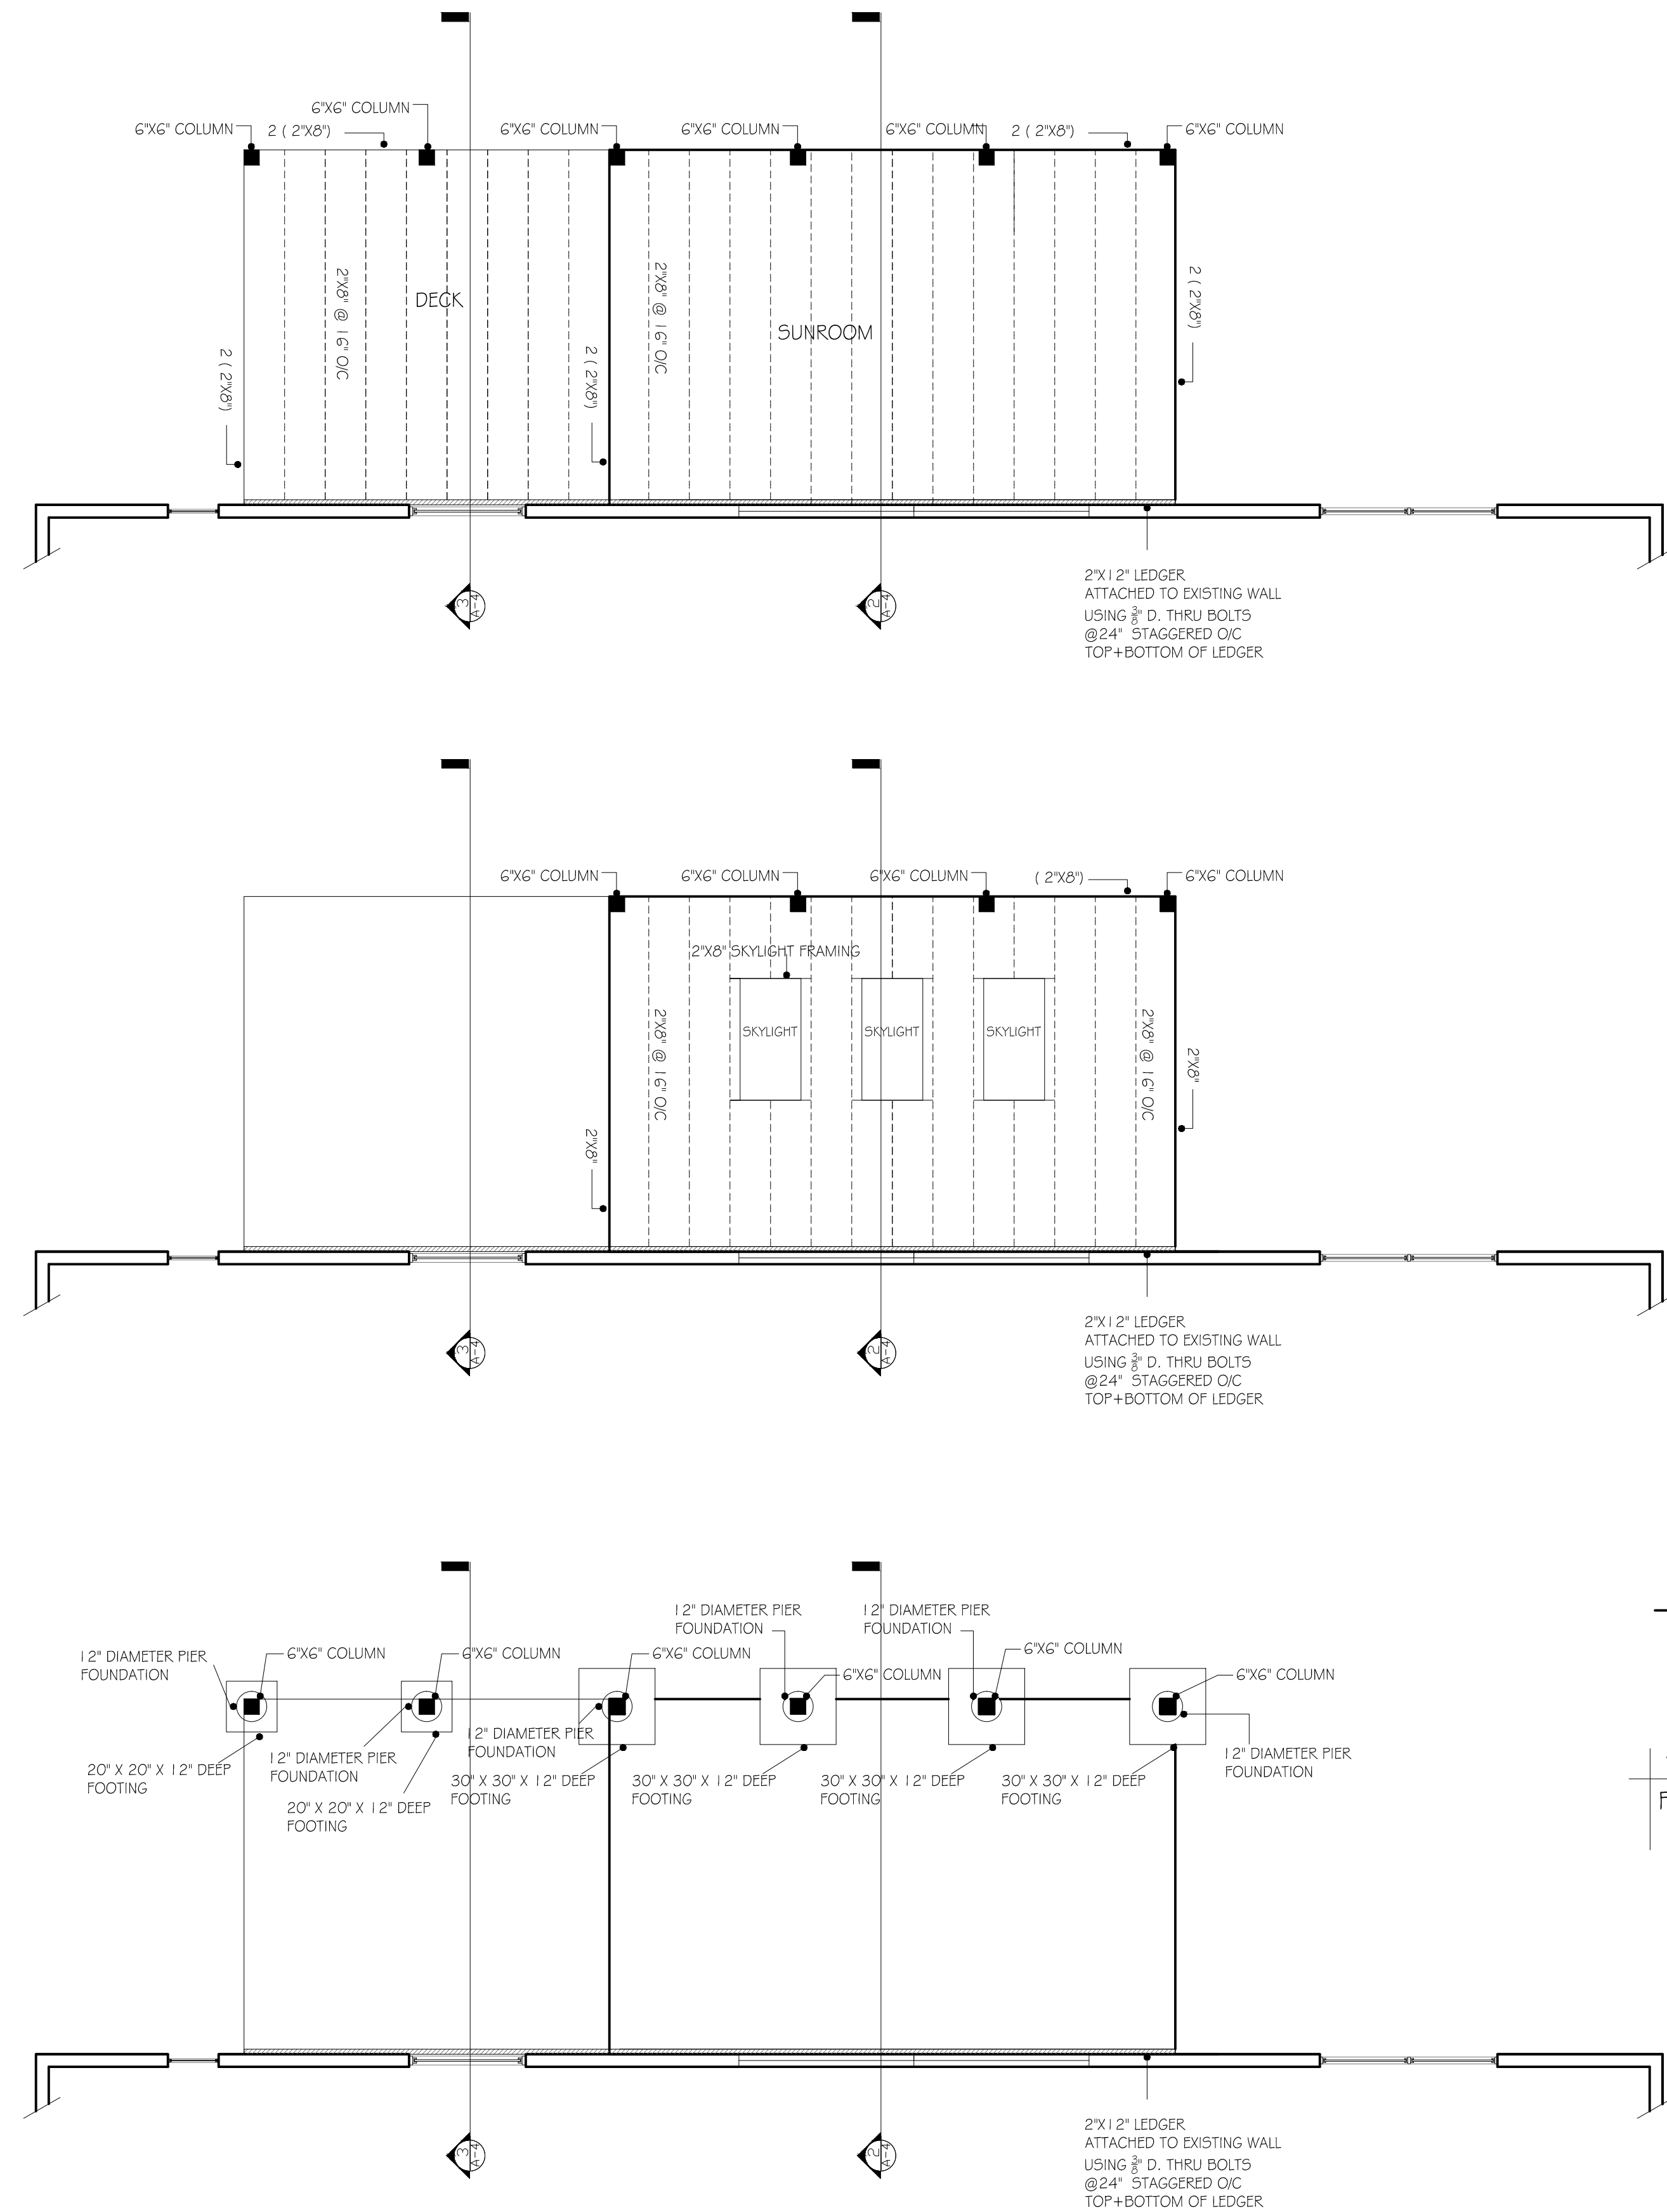 6"X6" COLUMN
6"X6" COLUMN
2 ( 2"X8")
6"X6" COLUMN
6"X6" COLUMN
6"X6" COLUMN
2 ( 2"X8")
6"X6" COLUMN
2"X8" @ 16" O/C
DECK
2"X8" @ 16" O/C
SUNROOM
2 ( 2"X8")
2 ( 2"X8")
2 ( 2"X8")
3
A-4
2
A-4
2"X12" LEDGER
ATTACHED TO EXISTING WALL
USING 3/8" D. THRU BOLTS
@24" STAGGERED O/C
TOP+BOTTOM OF LEDGER
6"X6" COLUMN
6"X6" COLUMN
6"X6" COLUMN
( 2"X8")
6"X6" COLUMN
2"X8" SKYLIGHT FRAMING
SKYLIGHT
SKYLIGHT
SKYLIGHT
2"X8" @ 16" O/C
2"X8" @ 16" O/C
2"X8"
2"X8"
3
A-4
2
A-4
2"X12" LEDGER
ATTACHED TO EXISTING WALL
USING 3/8" D. THRU BOLTS
@24" STAGGERED O/C
TOP+BOTTOM OF LEDGER
12" DIAMETER PIER
FOUNDATION
12" DIAMETER PIER
FOUNDATION
12" DIAMETER PIER
FOUNDATION
6"X6" COLUMN
6"X6" COLUMN
6"X6" COLUMN
6"X6" COLUMN
6"X6" COLUMN
6"X6" COLUMN
12" DIAMETER PIER
FOUNDATION
12" DIAMETER PIER
FOUNDATION
12" DIAMETER PIER
FOUNDATION
20" X 20" X 12" DEEP
FOOTING
20" X 20" X 12" DEEP
FOOTING
30" X 30" X 12" DEEP
FOOTING
30" X 30" X 12" DEEP
FOOTING
30" X 30" X 12" DEEP
FOOTING
30" X 30" X 12" DEEP
FOOTING
3
A-4
2
A-4
2"X12" LEDGER
ATTACHED TO EXISTING WALL
USING 3/8" D. THRU BOLTS
@24" STAGGERED O/C
TOP+BOTTOM OF LEDGER